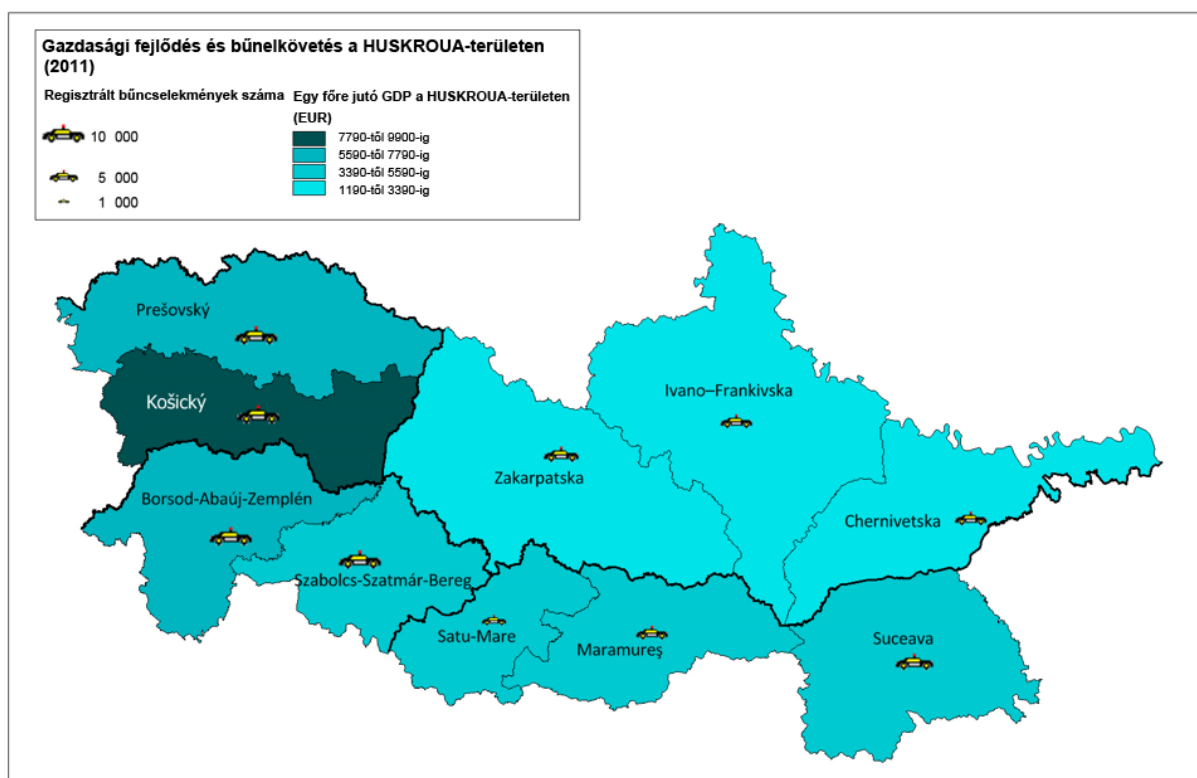 Gazdasági fejlődés és bűnelkövetés a HUSKROUA-területen
(2011)
Regisztrált bűncselekmények száma
10 000
5 000
1 000
Egy főre jutó GDP a HUSKROUA-területen
(EUR)
7790-től 9900-ig
5590-től 7790-ig
3390-től 5590-ig
1190-től 3390-ig
Prešovský
Košický
Ivano–Frankivska
Zakarpatska
Borsod-Abaúj-Zemplén
Chernivetska
Szabolcs-Szatmár-Bereg
Satu-Mare
Maramureş
Suceava